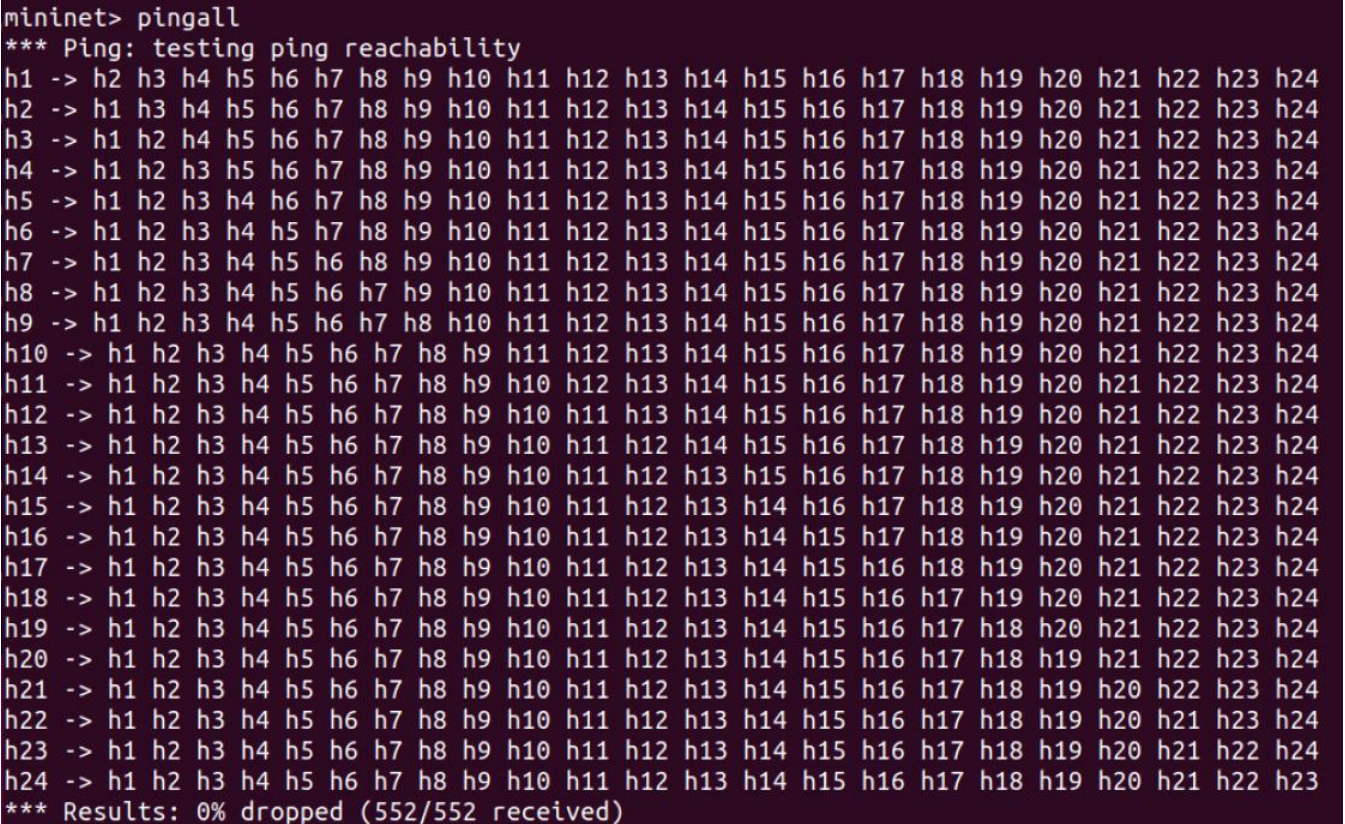 mininet> pingall
*** Ping: testing ping reachability
h1 -> h2 h3 h4 h5 h6 h7 h8 h9 h10 h11 h12 h13 h14 h15 h16 h17 h18 h19 h20 h21 h22 h23 h24
h2 -> h1 h3 h4 h5 h6 h7 h8 h9 h10 h11 h12 h13 h14 h15 h16 h17 h18 h19 h20 h21 h22 h23 h24
h3 -> h1 h2 h4 h5 h6 h7 h8 h9 h10 h11 h12 h13 h14 h15 h16 h17 h18 h19 h20 h21 h22 h23 h24
h4 -> h1 h2 h3 h5 h6 h7 h8 h9 h10 h11 h12 h13 h14 h15 h16 h17 h18 h19 h20 h21 h22 h23 h24
h5 -> h1 h2 h3 h4 h6 h7 h8 h9 h10 h11 h12 h13 h14 h15 h16 h17 h18 h19 h20 h21 h22 h23 h24
h6 -> h1 h2 h3 h4 h5 h7 h8 h9 h10 h11 h12 h13 h14 h15 h16 h17 h18 h19 h20 h21 h22 h23 h24
h7 -> h1 h2 h3 h4 h5 h6 h8 h9 h10 h11 h12 h13 h14 h15 h16 h17 h18 h19 h20 h21 h22 h23 h24
h8 -> h1 h2 h3 h4 h5 h6 h7 h9 h10 h11 h12 h13 h14 h15 h16 h17 h18 h19 h20 h21 h22 h23 h24
h9 -> h1 h2 h3 h4 h5 h6 h7 h8 h10 h11 h12 h13 h14 h15 h16 h17 h18 h19 h20 h21 h22 h23 h24
h10 -> h1 h2 h3 h4 h5 h6 h7 h8 h9 h11 h12 h13 h14 h15 h16 h17 h18 h19 h20 h21 h22 h23 h24
h11 -> h1 h2 h3 h4 h5 h6 h7 h8 h9 h10 h12 h13 h14 h15 h16 h17 h18 h19 h20 h21 h22 h23 h24
h12 -> h1 h2 h3 h4 h5 h6 h7 h8 h9 h10 h11 h13 h14 h15 h16 h17 h18 h19 h20 h21 h22 h23 h24
h13 -> h1 h2 h3 h4 h5 h6 h7 h8 h9 h10 h11 h12 h14 h15 h16 h17 h18 h19 h20 h21 h22 h23 h24
h14 -> h1 h2 h3 h4 h5 h6 h7 h8 h9 h10 h11 h12 h13 h15 h16 h17 h18 h19 h20 h21 h22 h23 h24
h15 -> h1 h2 h3 h4 h5 h6 h7 h8 h9 h10 h11 h12 h13 h14 h16 h17 h18 h19 h20 h21 h22 h23 h24
h16 -> h1 h2 h3 h4 h5 h6 h7 h8 h9 h10 h11 h12 h13 h14 h15 h17 h18 h19 h20 h21 h22 h23 h24
h17 -> h1 h2 h3 h4 h5 h6 h7 h8 h9 h10 h11 h12 h13 h14 h15 h16 h18 h19 h20 h21 h22 h23 h24
h18 -> h1 h2 h3 h4 h5 h6 h7 h8 h9 h10 h11 h12 h13 h14 h15 h16 h17 h19 h20 h21 h22 h23 h24
h19 -> h1 h2 h3 h4 h5 h6 h7 h8 h9 h10 h11 h12 h13 h14 h15 h16 h17 h18 h20 h21 h22 h23 h24
h20 -> h1 h2 h3 h4 h5 h6 h7 h8 h9 h10 h11 h12 h13 h14 h15 h16 h17 h18 h19 h21 h22 h23 h24
h21 -> h1 h2 h3 h4 h5 h6 h7 h8 h9 h10 h11 h12 h13 h14 h15 h16 h17 h18 h19 h20 h22 h23 h24
h22 -> h1 h2 h3 h4 h5 h6 h7 h8 h9 h10 h11 h12 h13 h14 h15 h16 h17 h18 h19 h20 h21 h23 h24
h23 -> h1 h2 h3 h4 h5 h6 h7 h8 h9 h10 h11 h12 h13 h14 h15 h16 h17 h18 h19 h20 h21 h22 h24
h24 -> h1 h2 h3 h4 h5 h6 h7 h8 h9 h10 h11 h12 h13 h14 h15 h16 h17 h18 h19 h20 h21 h22 h23
*** Results: 0% dropped (552/552 received)